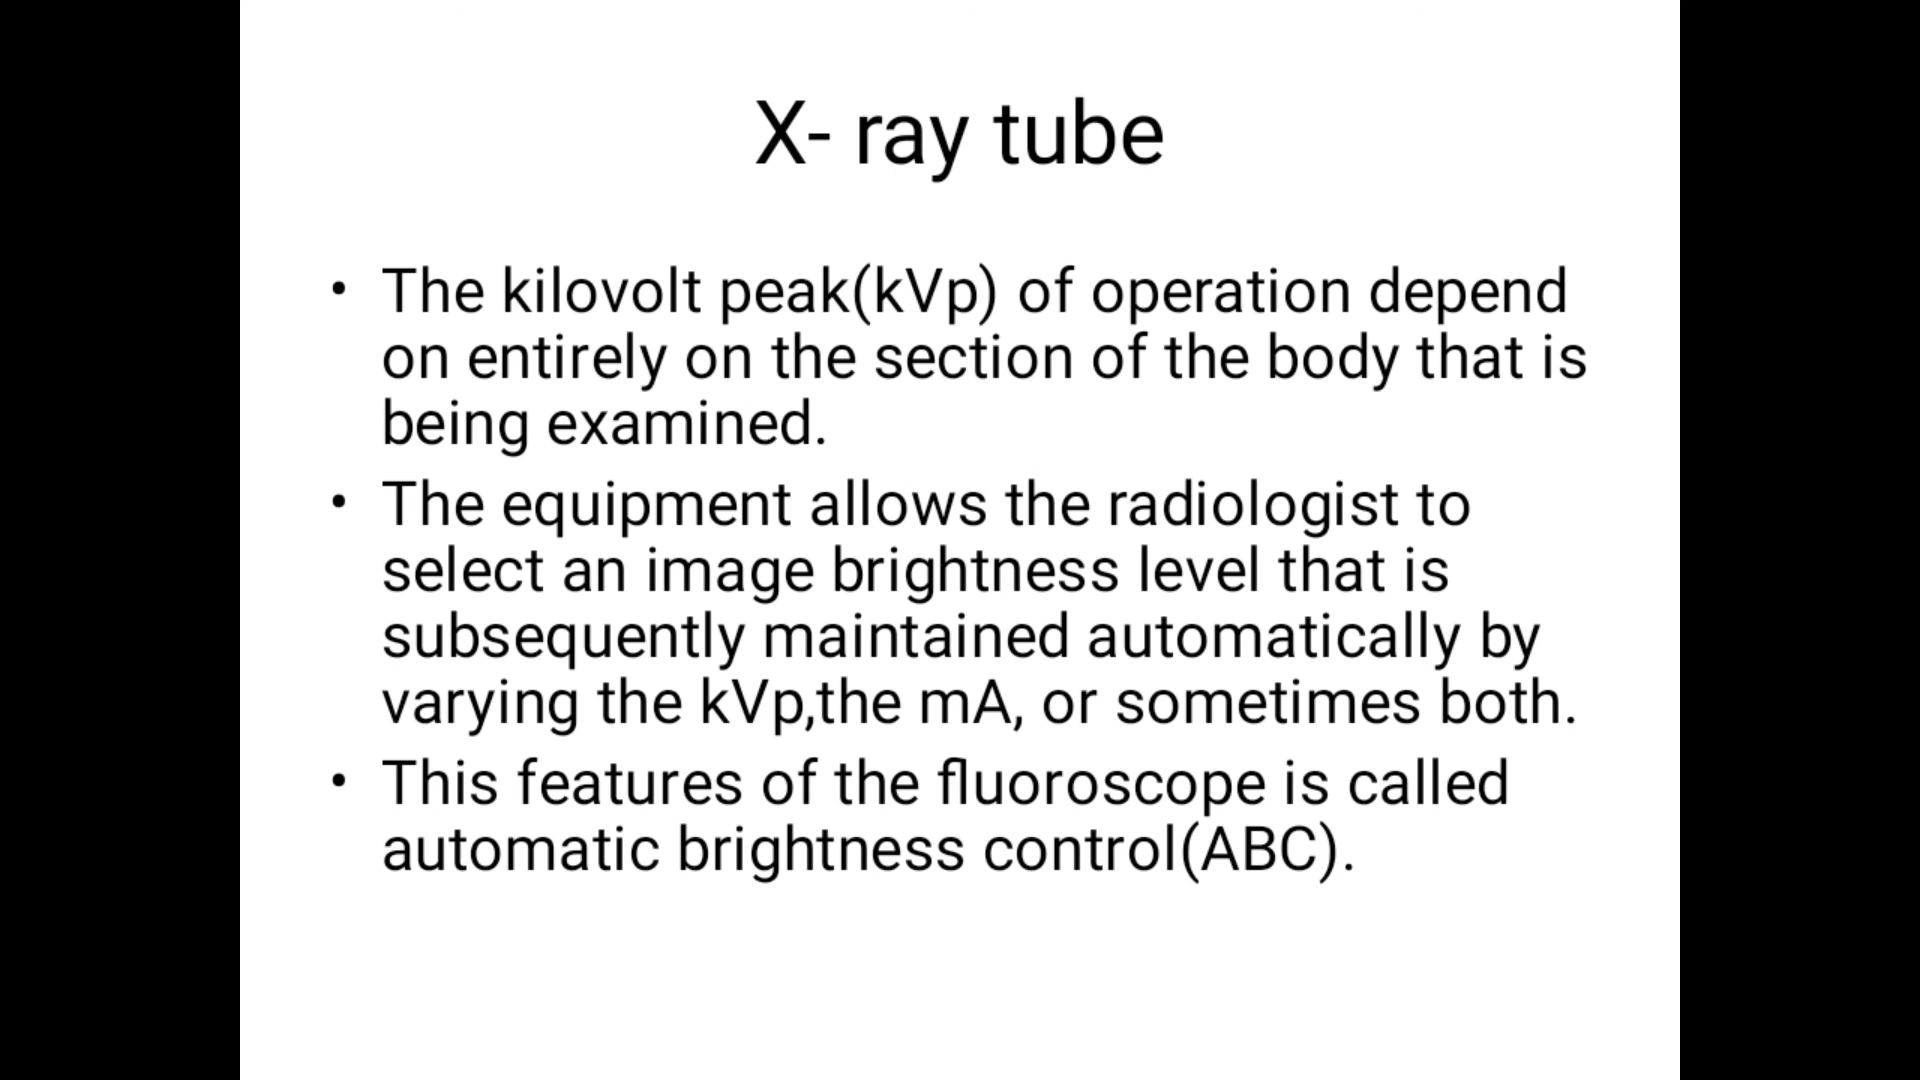 X- ray tube
• The kilovolt peak(kVp) of operation depend
on entirely on the section of the body that is
being examined.
• The equipment allows the radiologist to
select an image brightness level that is
subsequently maintained automatically by
varying the kVp,the mA, or sometimes both.
• This features of the fluoroscope is called
automatic brightness control(ABC).